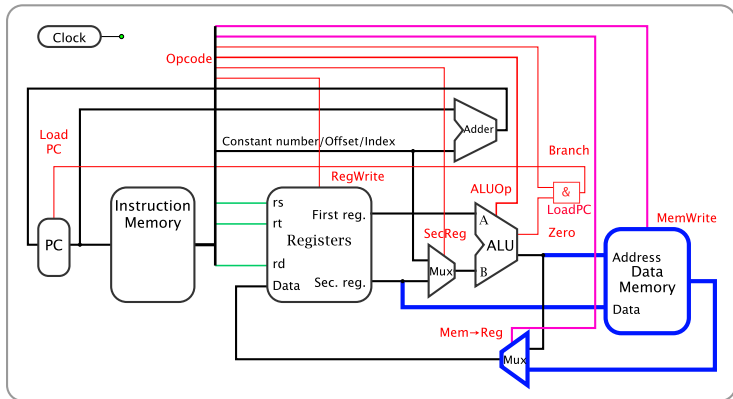 Clock
Opcode
Load
PC
Adder
Constant number/Offset/Index
Branch
RegWrite
ALUOp
&
LoadPC
MemWrite
Instruction
Memory
rs
rt
First reg.
Registers
rd
Data
Sec. reg.
PC
SecReg
Mux
A
ALU
B
Zero
Address
Data
Memory
Data
Mem→Reg
Mux